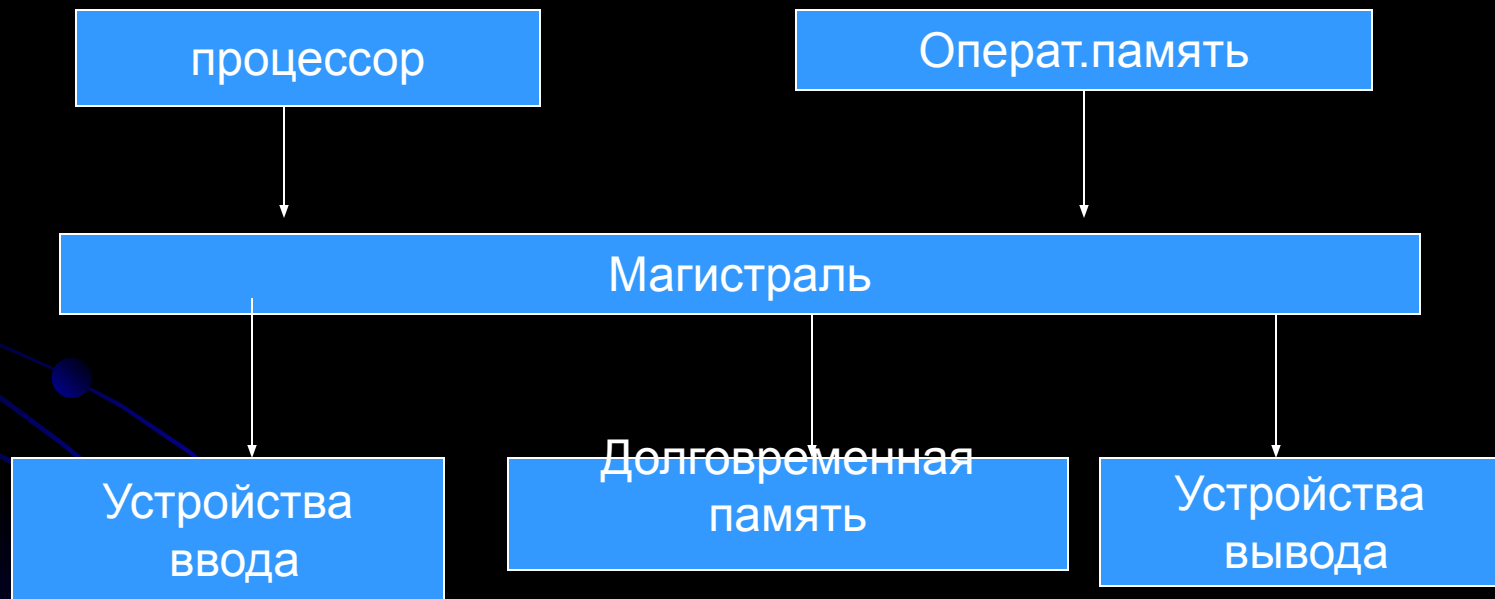 процессор
Операт.память
Магистраль
Устройства
ввода
Долговременная
память
Устройства
вывода